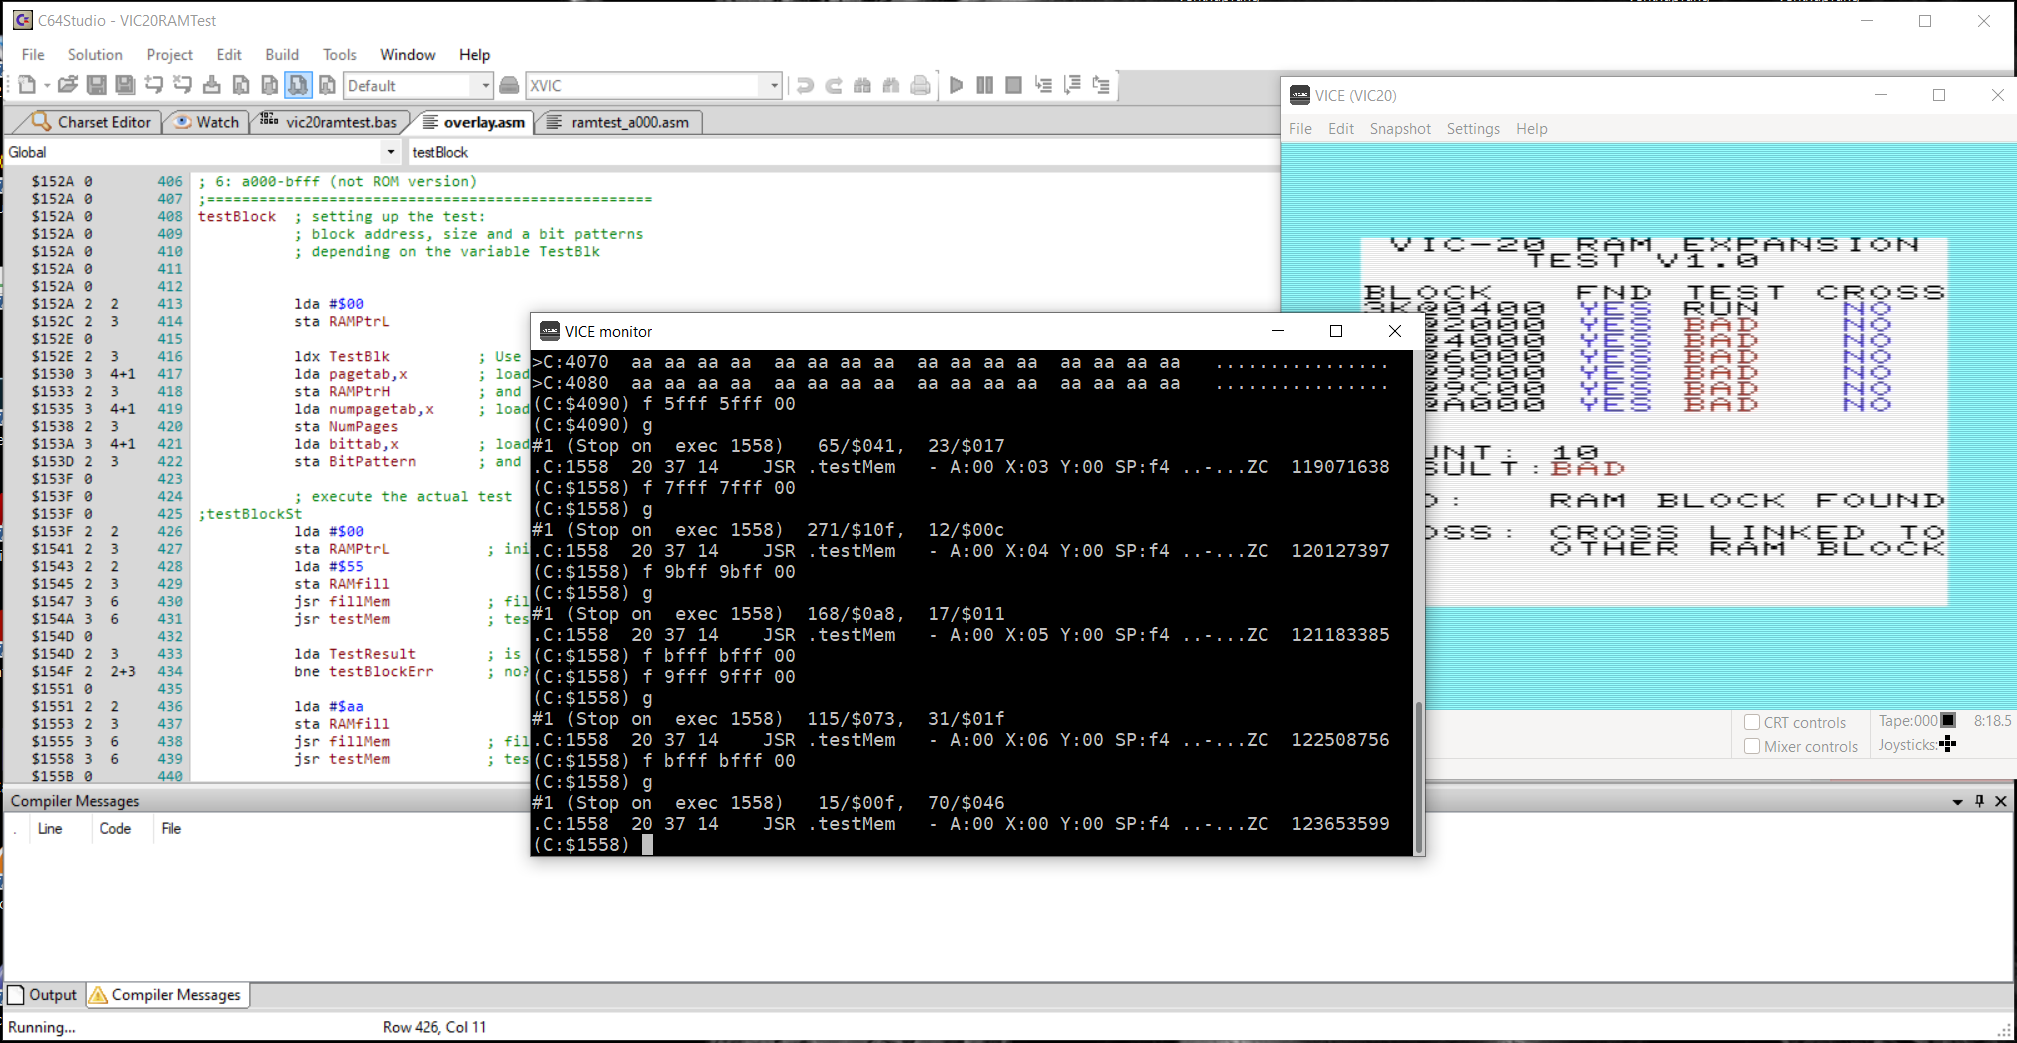 C64Studio - VIC20RAMTest
File Solution Project Edit Build Tools Window Help
Default XVIC
Charset Editor Watch vic20ramtest.bas overlay.asm ramtest_a000.asm
Global testBlock
$152A 0 406 ; 6: a000-bfff (not ROM version)
$152A 0 407 ;===================================================
$152A 0 408 testBlock ; setting up the test:
$152A 0 409 ; block address, size and a bit patterns
$152A 0 410 ; depending on the variable TestBlk
$152A 0 411
$152A 0 412
$152A 2 2 413 lda #$00
$152C 2 3 414 sta RAMPtrL
$152E 0 415
$152E 2 3 416 ldx TestBlk ; Use
$1530 3 4+1 417 lda pagetab,x ; load
$1533 2 3 418 sta RAMPtrH ; and
$1535 3 4+1 419 lda numpagetab,x ; load
$1538 2 3 420 sta NumPages
$153A 3 4+1 421 lda bittab,x ; load
$153D 2 3 422 sta BitPattern ; and
$153F 0 423
$153F 0 424 ; execute the actual test
$153F 0 425 ;testBlockSt
$153F 2 2 426 lda #$00
$1541 2 3 427 sta RAMPtrL ; ini
$1543 2 2 428 lda #$55
$1545 2 3 429 sta RAMfill
$1547 3 6 430 jsr fillMem ; fil
$154A 3 6 431 jsr testMem ; tes
$154D 0 432
$154D 2 3 433 lda TestResult ; is
$154F 2 2+3 434 bne testBlockErr ; no?
$1551 0 435
$1551 2 2 436 lda #$aa
$1553 2 3 437 sta RAMfill
$1555 3 6 438 jsr fillMem ; fil
$1558 3 6 439 jsr testMem ; tes
$155B 0 440
VICE monitor
>C:4070 aa aa aa aa aa aa aa aa aa aa aa aa aa aa aa aa ................
>C:4080 aa aa aa aa aa aa aa aa aa aa aa aa aa aa aa aa ................
(C:$4090) f 5fff 5fff 00
(C:$4090) g
#1 (Stop on exec 1558) 65/$041, 23/$017
.C:1558 20 37 14 JSR .testMem - A:00 X:03 Y:00 SP:f4 ..-...ZC 119071638
(C:$1558) f 7fff 7fff 00
(C:$1558) g
#1 (Stop on exec 1558) 271/$10f, 12/$00c
.C:1558 20 37 14 JSR .testMem - A:00 X:04 Y:00 SP:f4 ..-...ZC 120127397
(C:$1558) f 9bff 9bff 00
(C:$1558) g
#1 (Stop on exec 1558) 168/$0a8, 17/$011
.C:1558 20 37 14 JSR .testMem - A:00 X:05 Y:00 SP:f4 ..-...ZC 121183385
(C:$1558) f bfff bfff 00
(C:$1558) f 9fff 9fff 00
(C:$1558) g
#1 (Stop on exec 1558) 115/$073, 31/$01f
.C:1558 20 37 14 JSR .testMem - A:00 X:06 Y:00 SP:f4 ..-...ZC 122508756
(C:$1558) f bfff bfff 00
(C:$1558) g
#1 (Stop on exec 1558) 15/$00f, 70/$046
.C:1558 20 37 14 JSR .testMem - A:00 X:00 Y:00 SP:f4 ..-...ZC 123653599
(C:$1558)
VICE (VIC20)
File Edit Snapshot Settings Help
VIC-20 RAM EXPANSION
TEST V1.0
BLOCK FND TEST CROSS
3K00400 YES RUN NO
02000 YES BAD NO
04000 YES BAD NO
06000 YES BAD NO
09000 YES BAD NO
09C00 YES BAD NO
0A000 YES BAD NO
UNT: 10
SULT:BAD
D: RAM BLOCK FOUND
OSS: CROSS LINKED TO
OTHER RAM BLOCK
CRT controls
Mixer controls
Tape:000 8:18.5
Joysticks:
Compiler Messages
. Line Code File
Output Compiler Messages
Running... Row 426, Col 11